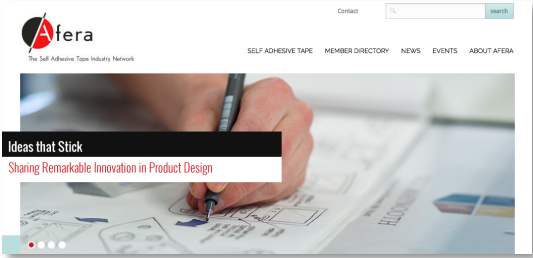 Contact
search
Afera
The Self Adhesive Tape Industry Network
SELF ADHESIVE TAPE MEMBER DIRECTORY NEWS EVENTS ABOUT AFERA
Ideas that Stick
Sharing Remarkable Innovation in Product Design